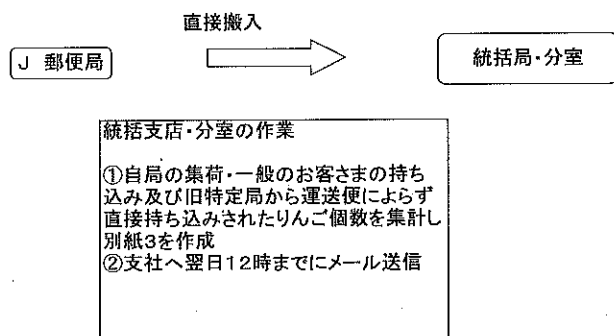 直接搬入
J 郵便局
統括局・分室
統括支店・分室の作業
①自局の集荷・一般のお客さまの持ち
込み及び旧特定局から運送便によらず
直接持ち込みされたりんご個数を集計し
別紙3を作成
②支社へ翌日12時までにメール送信